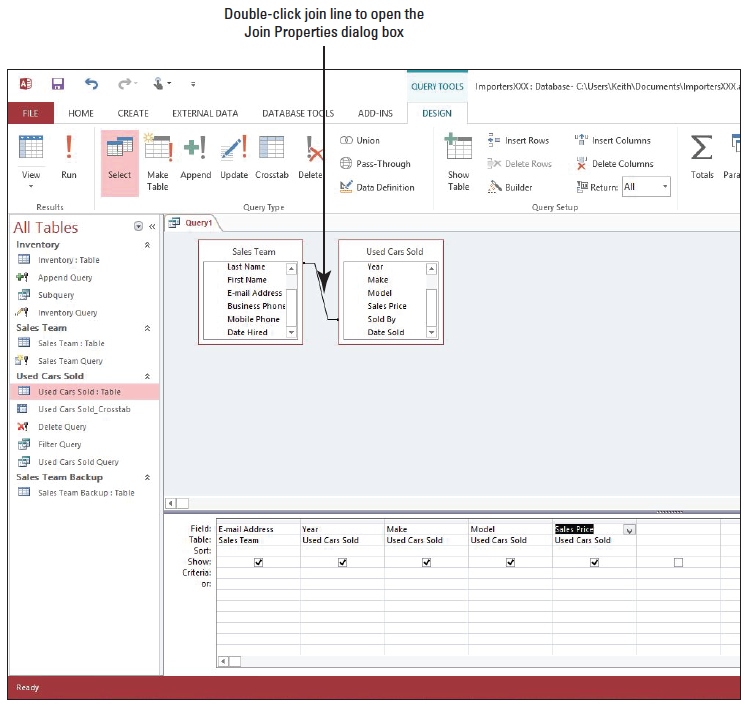 Double-click join line to open the
Join Properties dialog box
QUERY TOOLS ImportersXXX : Database- C:\Users\Keith\Documents\ImportersXXX.a
FILE HOME CREATE EXTERNAL DATA DATABASE TOOLS ADD-INS DESIGN
View Run Select Make Table Append Update Crosstab Delete
Union
Pass-Through
Data Definition
Show Table
Insert Rows
Delete Rows
Builder
Insert Columns
Delete Columns
Return: All
Totals Para
Results Query Type Query Setup
All Tables
Query1
Inventory
Inventory : Table
Append Query
Subquery
Inventory Query
Sales Team
Sales Team : Table
Sales Team Query
Used Cars Sold
Used Cars Sold : Table
Used Cars Sold_Crosstab
Delete Query
Filter Query
Used Cars Sold Query
Sales Team Backup
Sales Team Backup : Table
Sales Team
Last Name
First Name
E-mail Address
Business Phone
Mobile Phone
Date Hired
Used Cars Sold
Year
Make
Model
Sales Price
Sold By
Date Sold
Field: E-mail Address Year Make Model Sales Price
Table: Sales Team Used Cars Sold Used Cars Sold Used Cars Sold Used Cars Sold
Sort:
Show:
Criteria:
or:
Ready